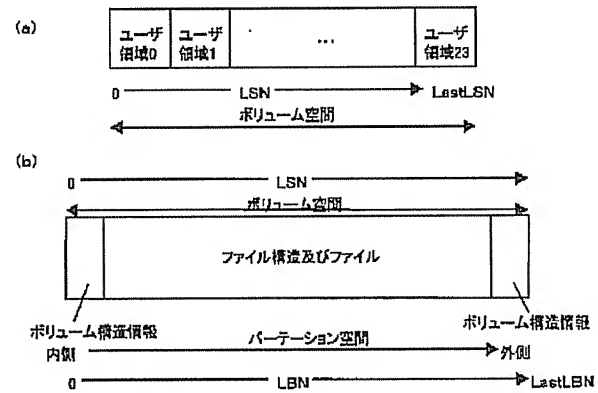 (a)
ユーザ領域0
ユーザ領域1
...
ユーザ領域23
0 LSN LastLSN
ボリューム空間
(b)
0 LSN
ボリューム空間
ファイル構造及びファイル
ボリューム構造情報
ボリューム構造情報
内側 パーテーション空間 外側
0 LBN LastLBN